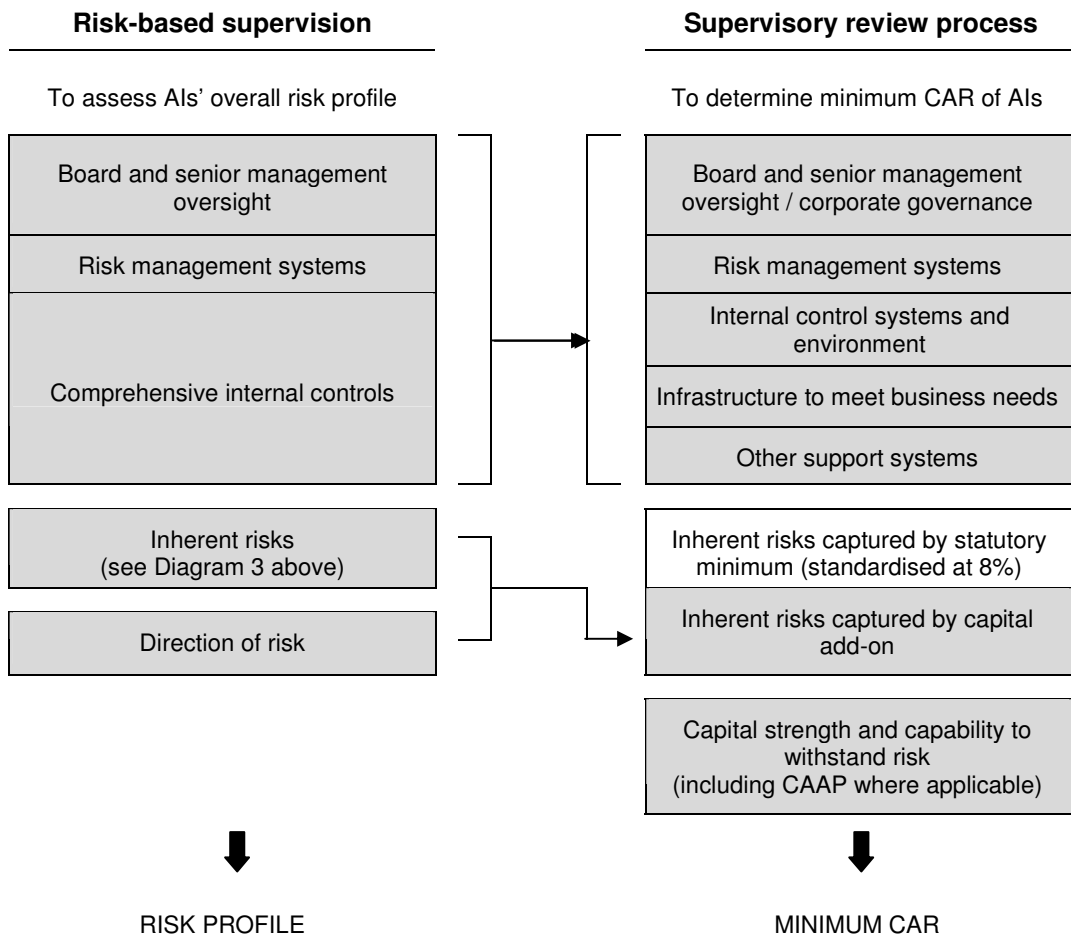 Risk-based supervision
To assess AIs' overall risk profile
Board and senior management
oversight
Risk management systems
Comprehensive internal controls
Inherent risks
(see Diagram 3 above)
Direction of risk
RISK PROFILE
Supervisory review process
To determine minimum CAR of AIs
Board and senior management
oversight / corporate governance
Risk management systems
Internal control systems and
environment
Infrastructure to meet business needs
Other support systems
Inherent risks captured by statutory
minimum (standardised at 8%)
Inherent risks captured by capital
add-on
Capital strength and capability to
withstand risk
(including CAAP where applicable)
MINIMUM CAR